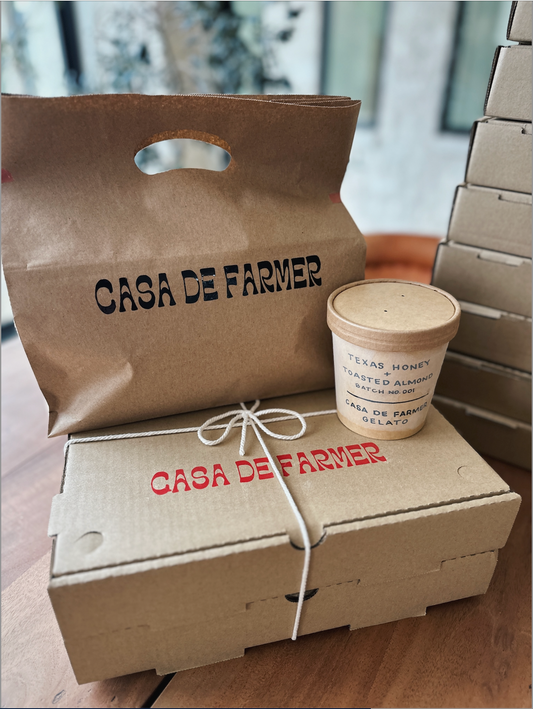 CASA DE FARMER
TEXAS HONEY
+
TOASTED ALMOND
BATCH NO. 001
CASA DE FARMER
GELATO
CASA DE FARMER